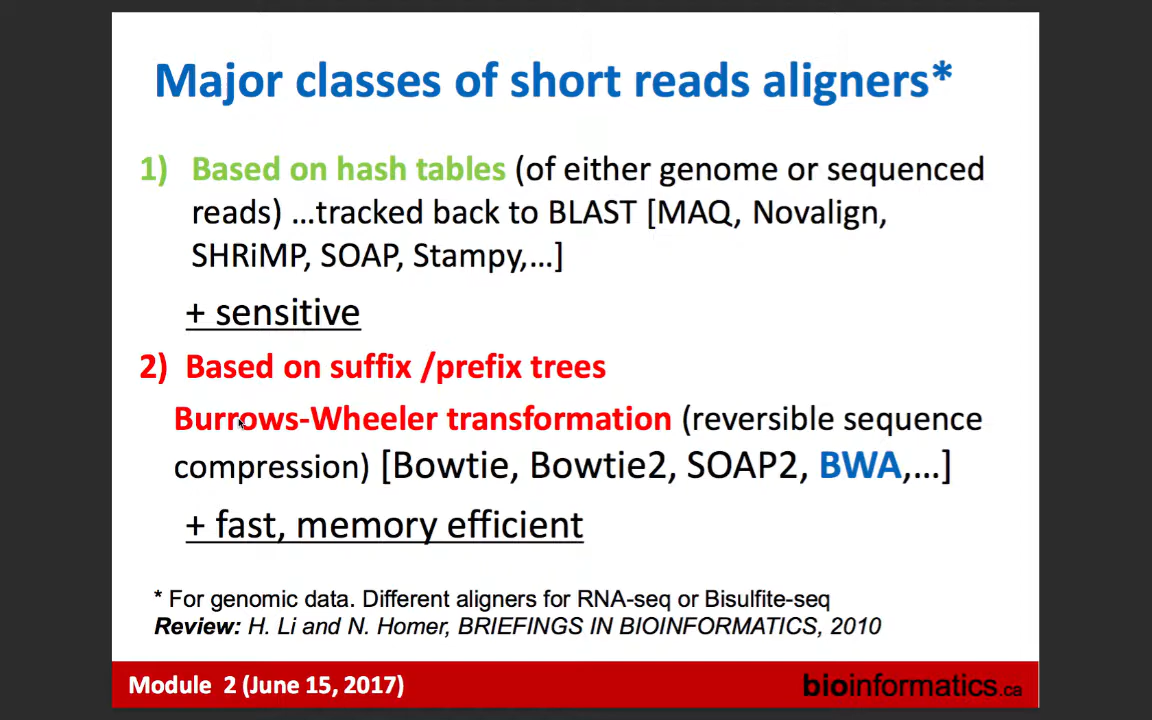 Major classes of short reads aligners*
1) Based on hash tables (of either genome or sequenced
reads) …tracked back to BLAST [MAQ, Novalign,
SHRiMP, SOAP, Stampy,…]
+ sensitive
2) Based on suffix /prefix trees
Burrows-Wheeler transformation (reversible sequence
compression) [Bowtie, Bowtie2, SOAP2, BWA,…]
+ fast, memory efficient
* For genomic data. Different aligners for RNA-seq or Bisulfite-seq
Review: H. Li and N. Homer, BRIEFINGS IN BIOINFORMATICS, 2010
Module 2 (June 15, 2017)
bioinformatics.ca